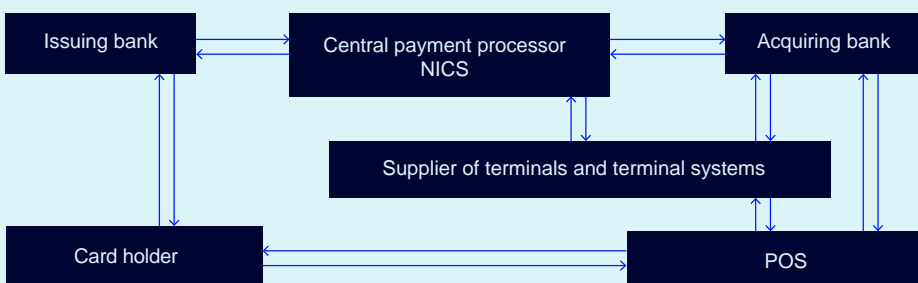 Issuing bank
Central payment processor
NICS
Acquiring bank
Supplier of terminals and terminal systems
Card holder
POS